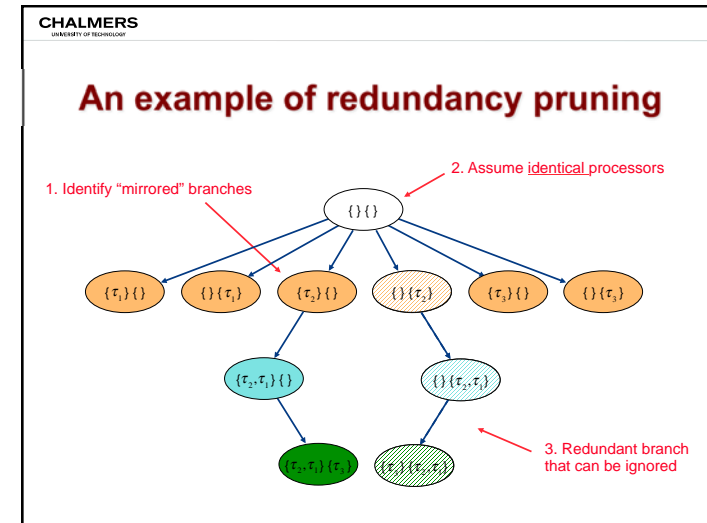 CHALMERS
UNIVERSITY OF TECHNOLOGY
An example of redundancy pruning
2. Assume identical processors
1. Identify “mirrored” branches
{ } { }
{τ₁} { }
{ } {τ₁}
{τ₂} { }
{ } {τ₂}
{τ₃} { }
{ } {τ₃}
{τ₂,τ₁} { }
{ } {τ₂,τ₁}
{τ₂,τ₁} {τ₃}
{τ₃} {τ₂,τ₁}
3. Redundant branch
that can be ignored